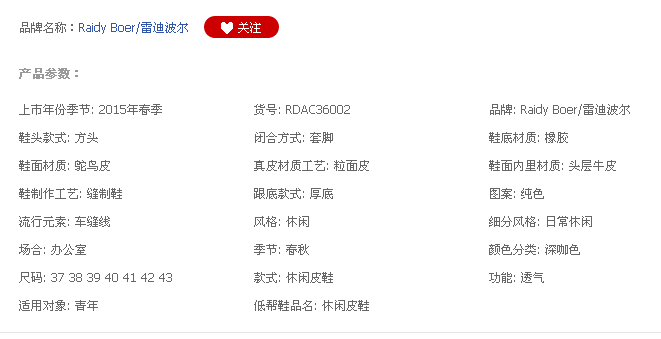 品牌名称：Raidy Boer/雷迪波尔 关注
产品参数：
上市年份季节: 2015年春季 货号: RDAC36002 品牌: Raidy Boer/雷迪波尔
鞋头款式: 方头 闭合方式: 套脚 鞋底材质: 橡胶
鞋面材质: 鸵鸟皮 真皮材质工艺: 粒面皮 鞋面内里材质: 头层牛皮
鞋制作工艺: 缝制鞋 跟底款式: 厚底 图案: 纯色
流行元素: 车缝线 风格: 休闲 细分风格: 日常休闲
场合: 办公室 季节: 春秋 颜色分类: 深咖色
尺码: 37 38 39 40 41 42 43 款式: 休闲皮鞋 功能: 透气
适用对象: 青年 低帮鞋品名: 休闲皮鞋